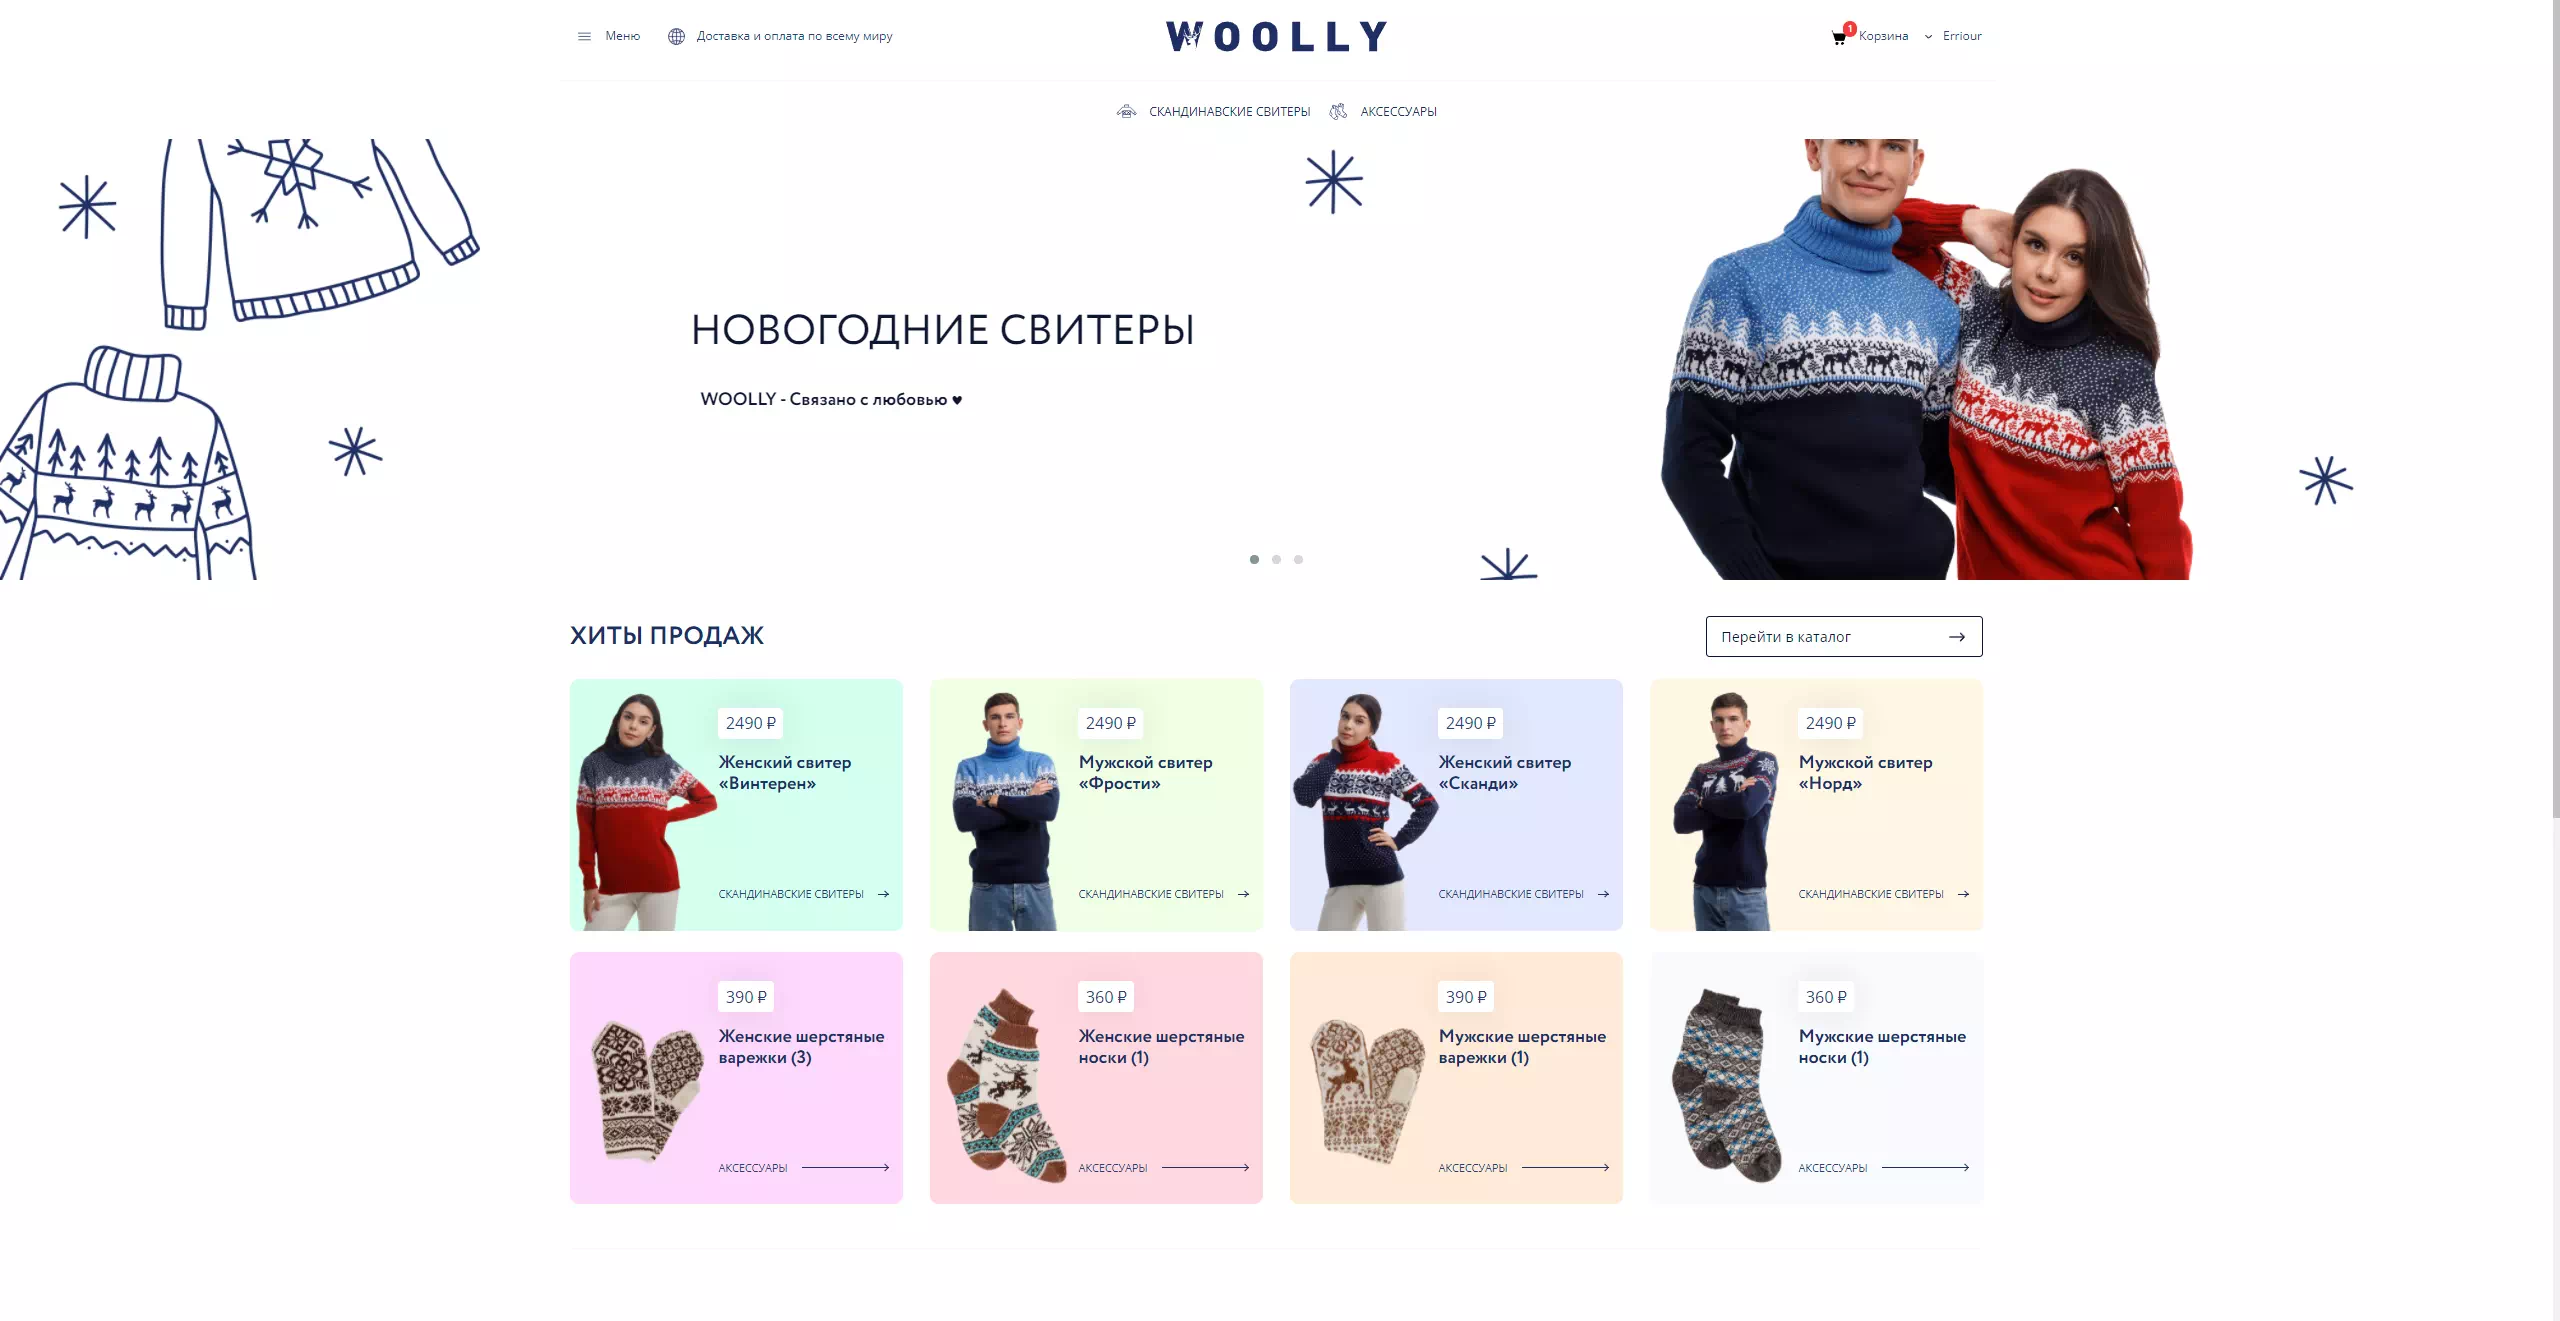 Меню
Доставка и оплата по всему миру
WOOLLY
1
Корзина
Erriour
СКАНДИНАВСКИЕ СВИТЕРЫ
АКСЕССУАРЫ
НОВОГОДНИЕ СВИТЕРЫ
WOOLLY - Связано с любовью ♥
ХИТЫ ПРОДАЖ
Перейти в каталог
2490 ₽
Женский свитер
«Винтерен»
СКАНДИНАВСКИЕ СВИТЕРЫ
2490 ₽
Мужской свитер
«Фрости»
СКАНДИНАВСКИЕ СВИТЕРЫ
2490 ₽
Женский свитер
«Сканди»
СКАНДИНАВСКИЕ СВИТЕРЫ
2490 ₽
Мужской свитер
«Норд»
СКАНДИНАВСКИЕ СВИТЕРЫ
390 ₽
Женские шерстяные
варежки (3)
АКСЕССУАРЫ
360 ₽
Женские шерстяные
носки (1)
АКСЕССУАРЫ
390 ₽
Мужские шерстяные
варежки (1)
АКСЕССУАРЫ
360 ₽
Мужские шерстяные
носки (1)
АКСЕССУАРЫ